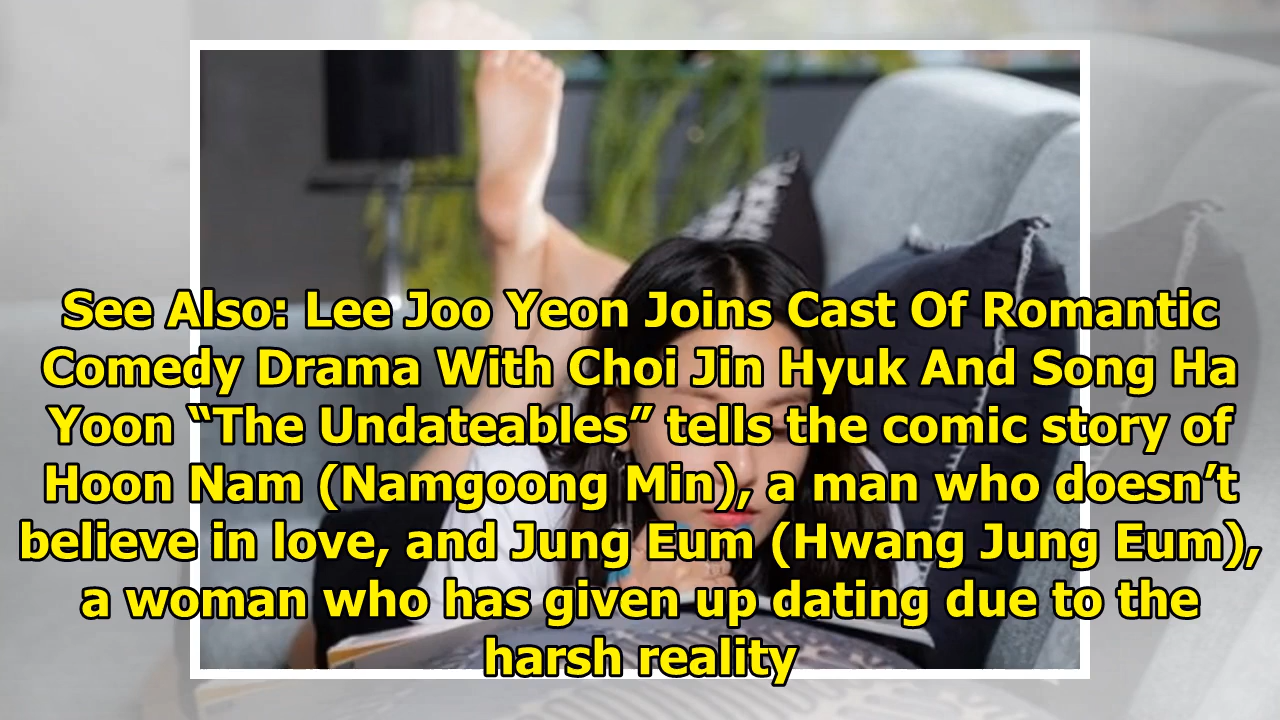 See Also: Lee Joo Yeon Joins Cast Of Romantic
Comedy Drama With Choi Jin Hyuk And Song Ha
Yoon “The Undateables” tells the comic story of
Hoon Nam (Namgoong Min), a man who doesn’t
believe in love, and Jung Eum (Hwang Jung Eum),
a woman who has given up dating due to the
harsh reality